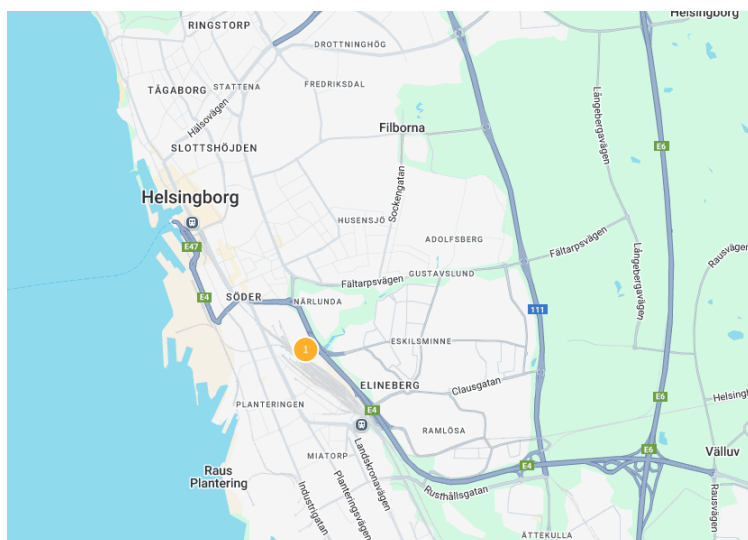 Helsingborg
RINGSTORP
DROTTNINGHÖG
STATTENA
FREDRIKSDAL
TÅGABORG
Hälsovägen
Filborna
Långebergavägen
E6
SLOTTSHÖJDEN
Sockengatan
Helsingborg
HUSENSJÖ
ADOLFSBERG
Fältarpsvägen
E47
Rausvägen
Långebergavägen
GUSTAVSLUND
Fältarpsvägen
E4
SÖDER
NÄRLUNDA
111
1
ESKILSMINNE
ELINEBERG
Clausgatan
E6
PLANTERINGEN
E4
RAMLÖSA
MIATORP
Landskronavägen
E6
Välluv
Raus
Plantering
E4
Industrigatan
Planteringsvägen
Rusthållsgatan
Rausvägen
ÄTTEKULLA